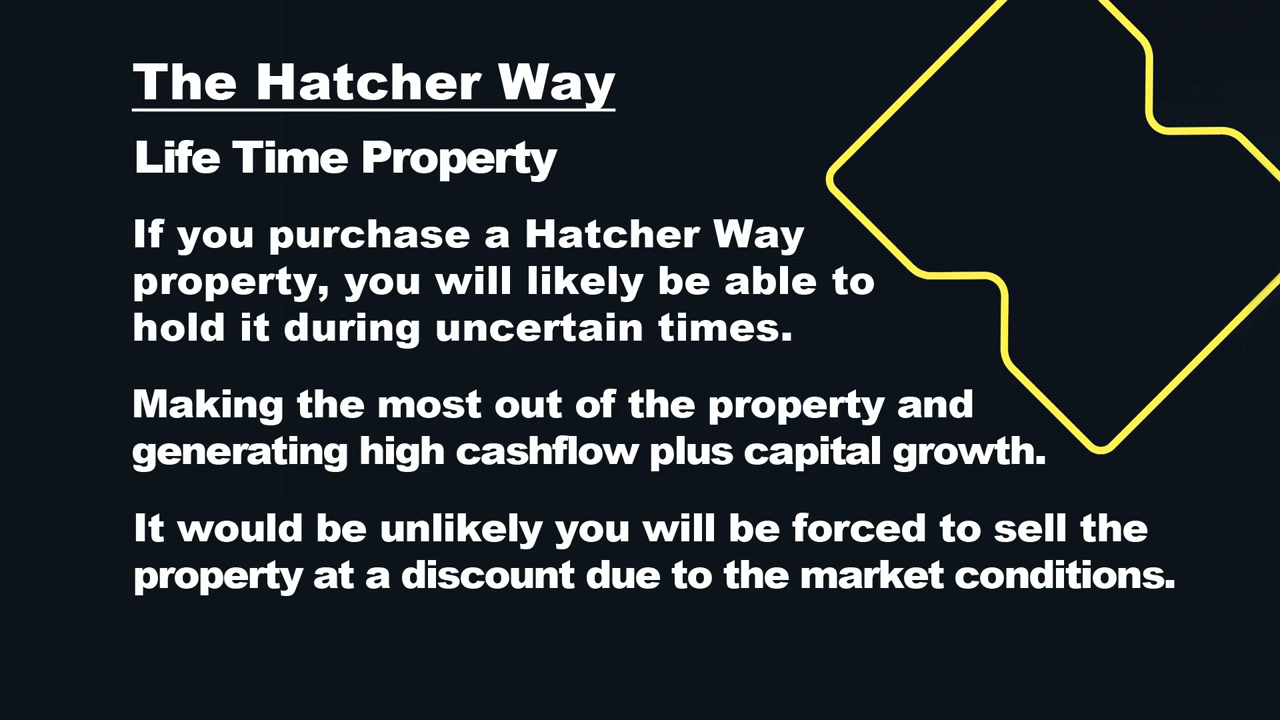 The Hatcher Way
Life Time Property
If you purchase a Hatcher Way
property, you will likely be able to
hold it during uncertain times.
Making the most out of the property and
generating high cashflow plus capital growth.
It would be unlikely you will be forced to sell the
property at a discount due to the market conditions.